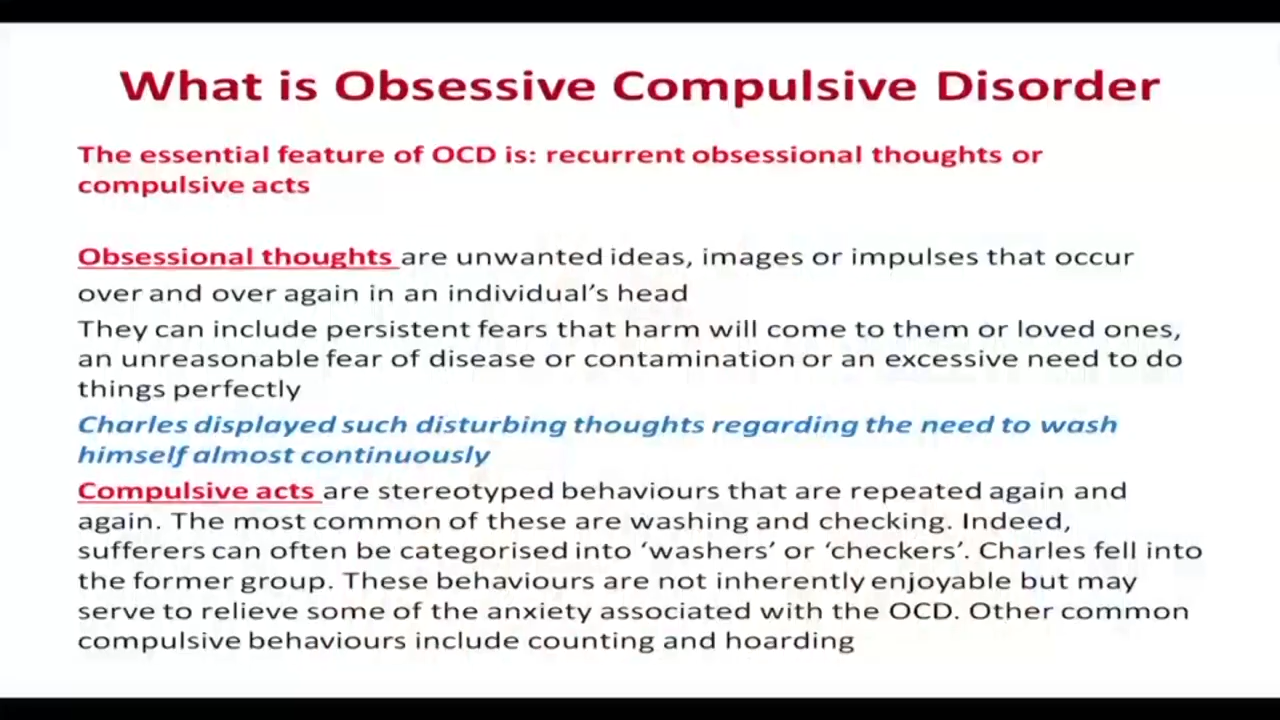 What is Obsessive Compulsive Disorder
The essential feature of OCD is: recurrent obsessional thoughts or
compulsive acts
Obsessional thoughts are unwanted ideas, images or impulses that occur
over and over again in an individual’s head
They can include persistent fears that harm will come to them or loved ones,
an unreasonable fear of disease or contamination or an excessive need to do
things perfectly
Charles displayed such disturbing thoughts regarding the need to wash
himself almost continuously
Compulsive acts are stereotyped behaviours that are repeated again and
again. The most common of these are washing and checking. Indeed,
sufferers can often be categorised into ‘washers’ or ‘checkers’. Charles fell into
the former group. These behaviours are not inherently enjoyable but may
serve to relieve some of the anxiety associated with the OCD. Other common
compulsive behaviours include counting and hoarding